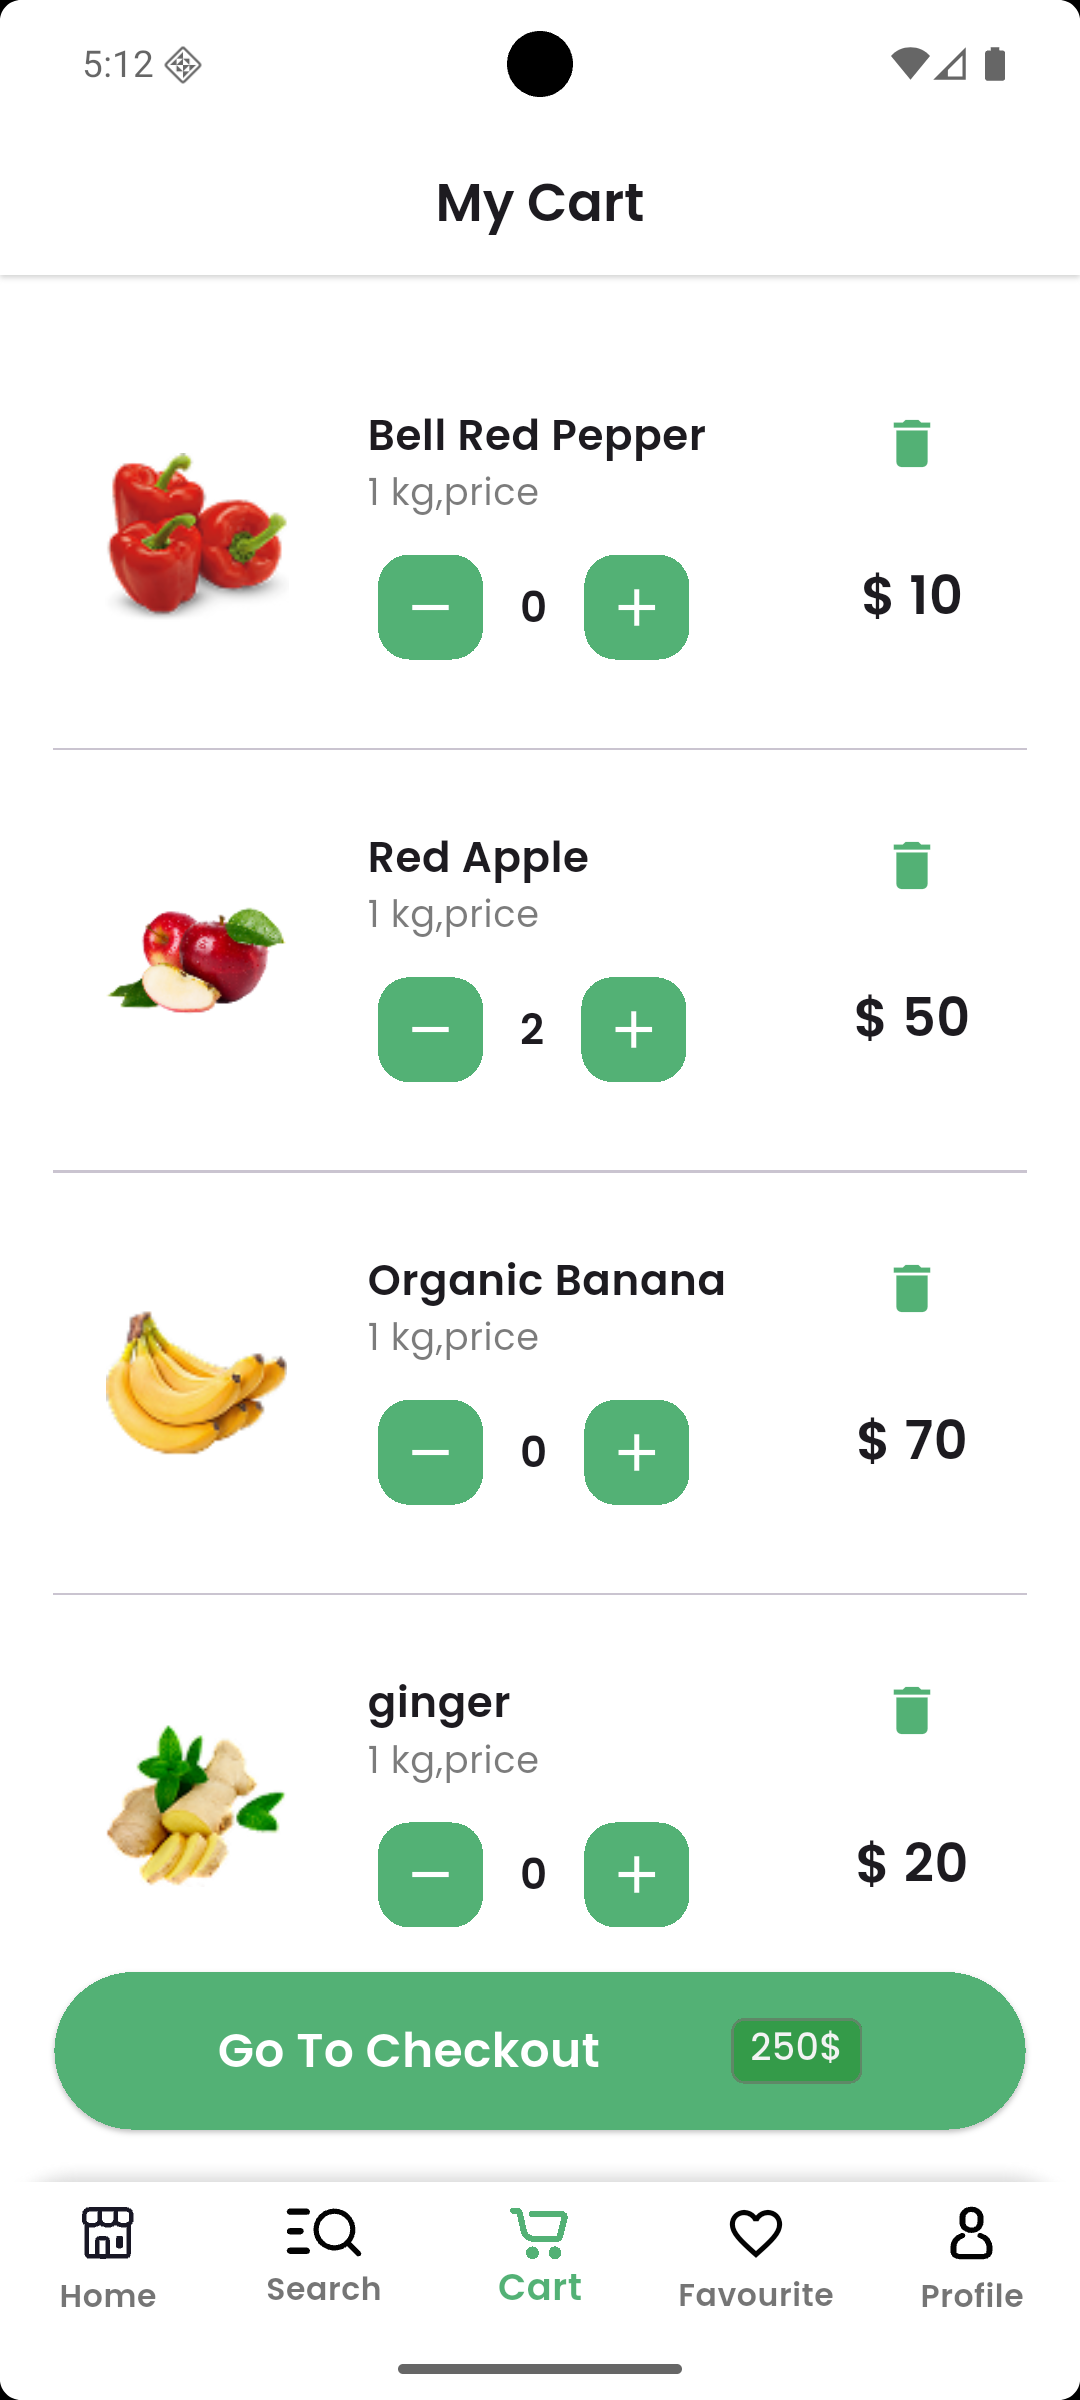 5:12
My Cart
Bell Red Pepper
1 kg,price
0
$ 10
Red Apple
1 kg,price
2
$ 50
Organic Banana
1 kg,price
0
$ 70
ginger
1 kg,price
0
$ 20
Go To Checkout 250$
Home Search Cart Favourite Profile